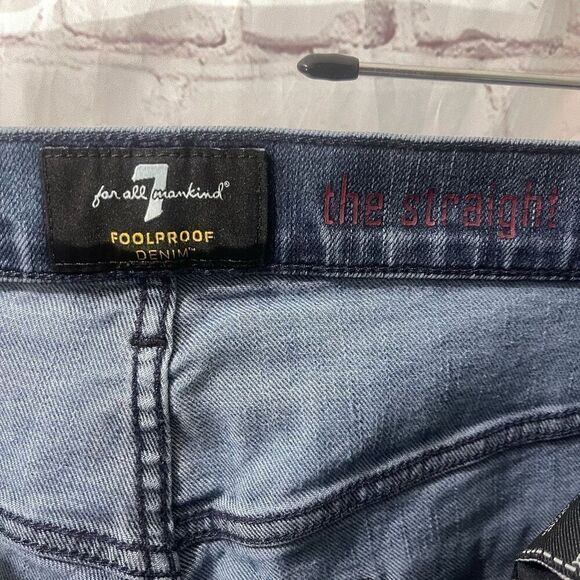 7
for all mankind®
FOOLPROOF
DENIM™
the straight